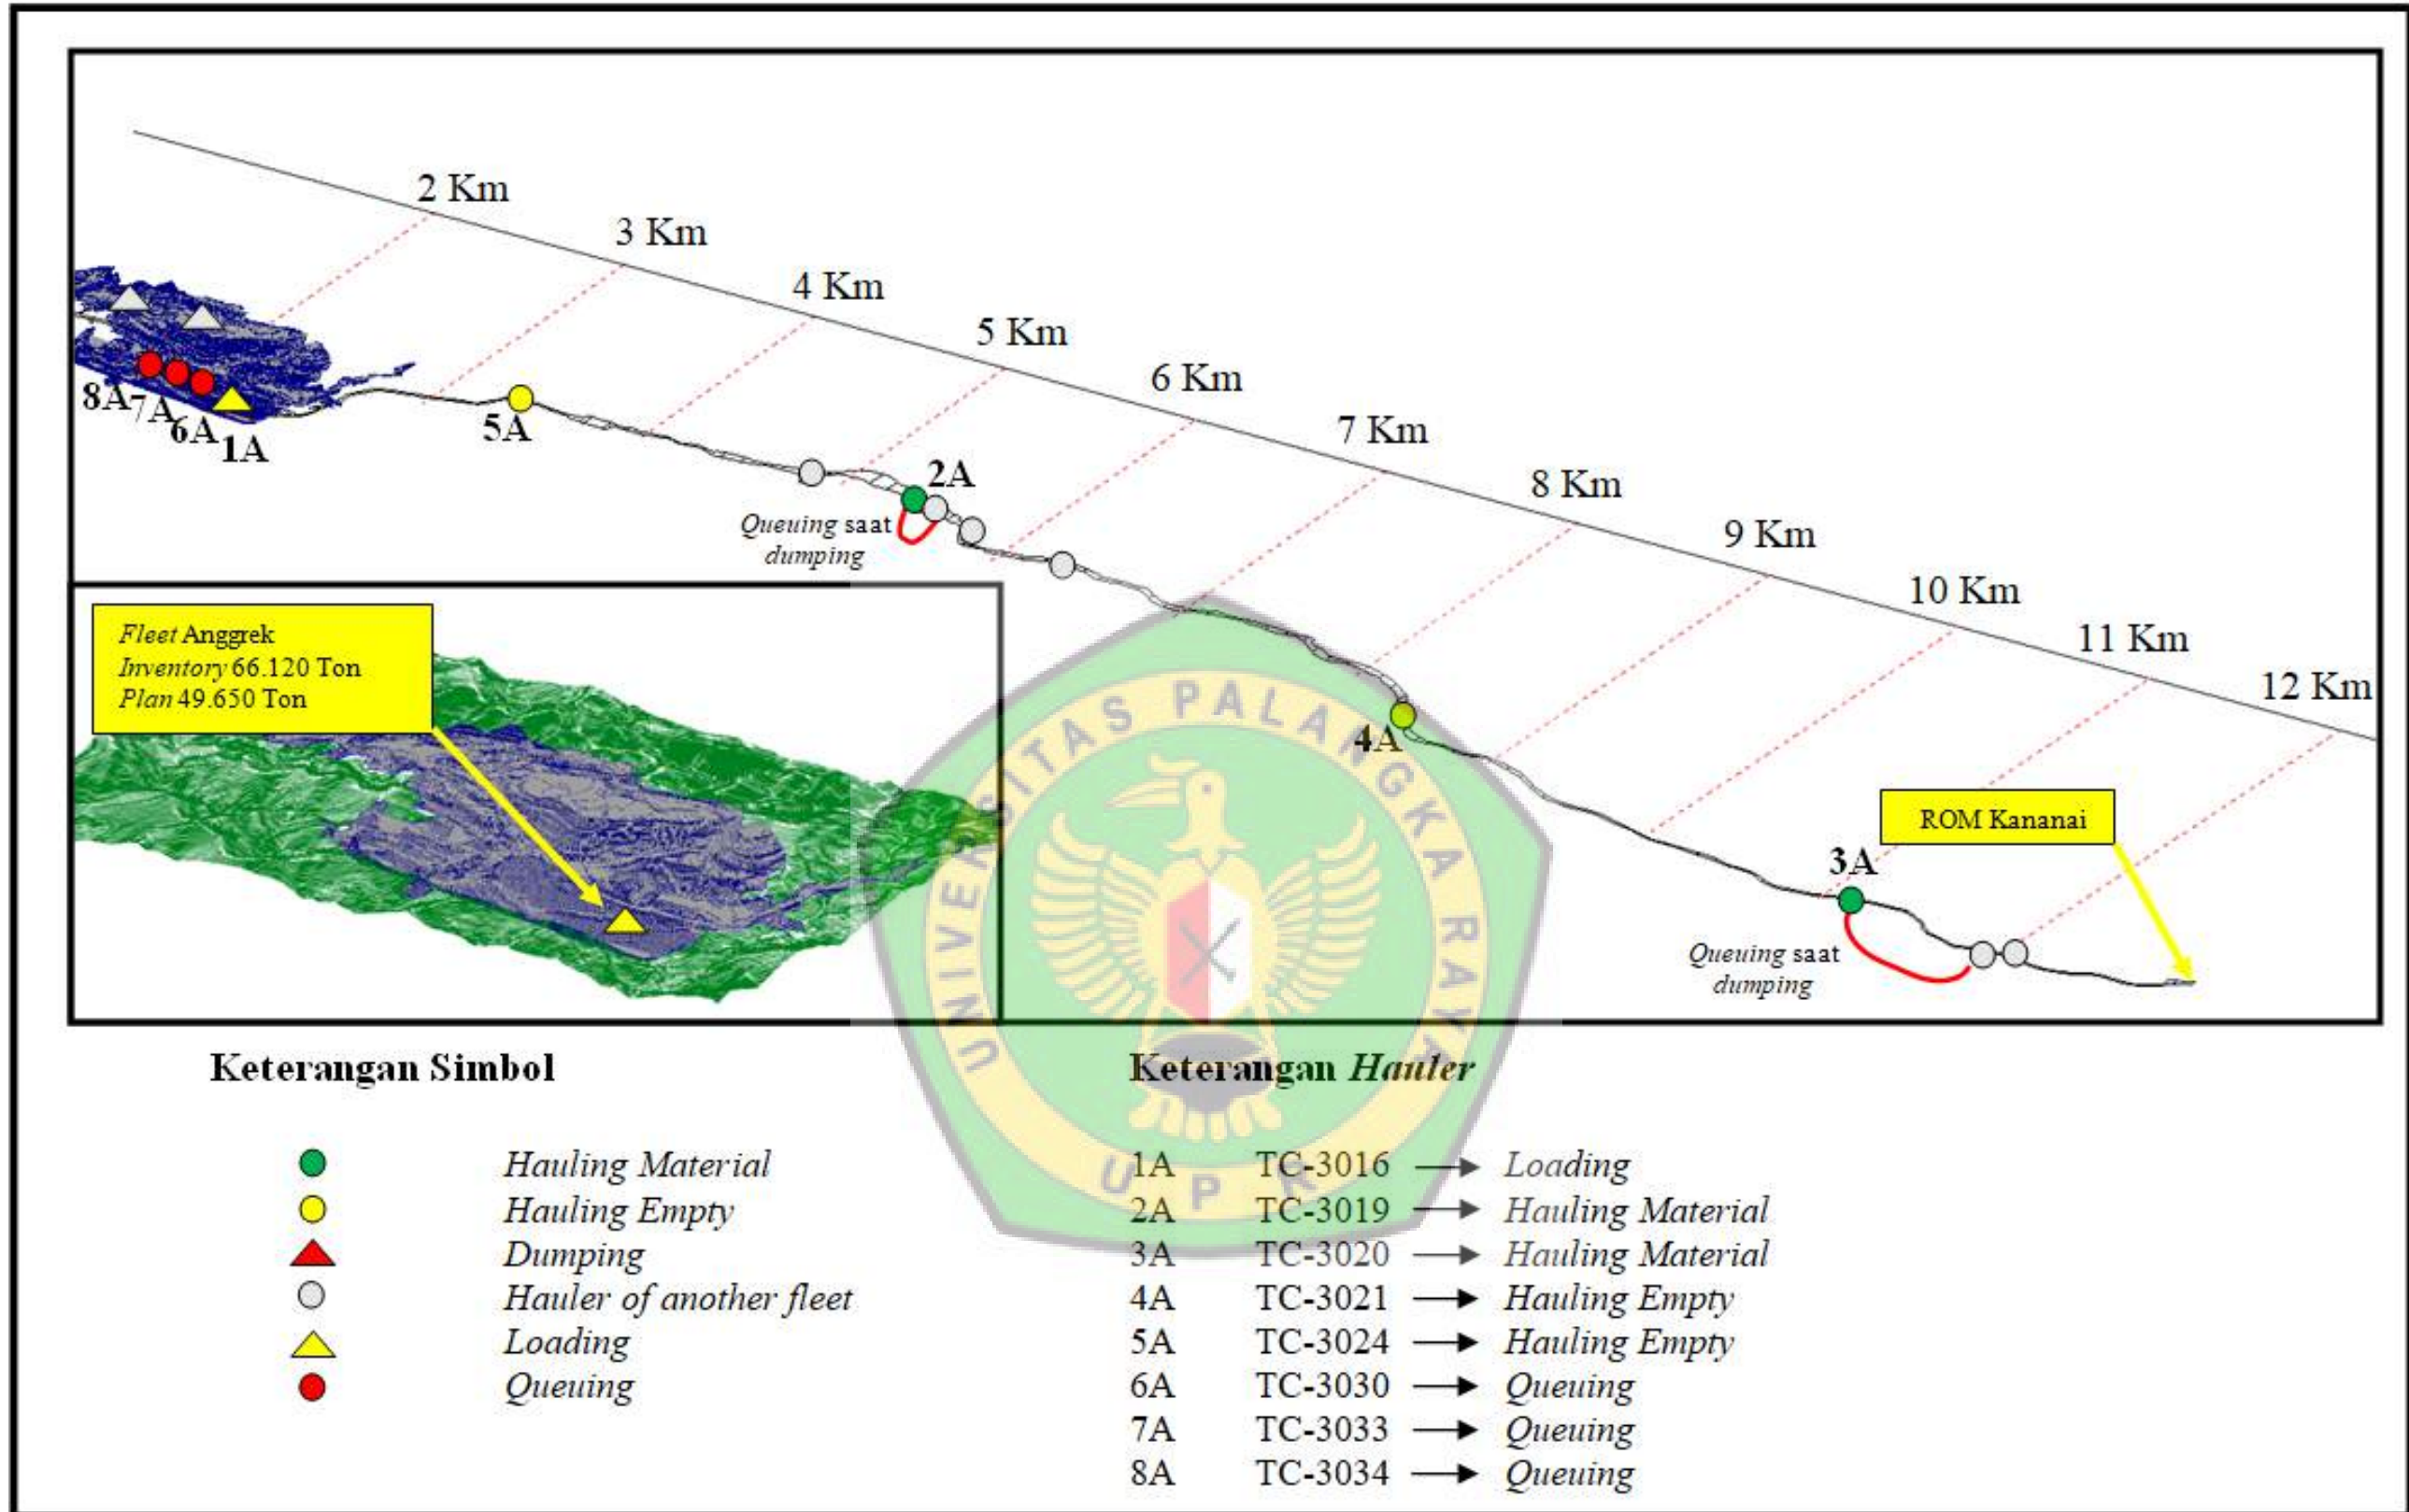 2 Km
3 Km
4 Km
5 Km
6 Km
7 Km
8 Km
9 Km
10 Km
11 Km
12 Km
8A
7A
6A
1A
5A
2A
Queuing saat
dumping
4A
3A
Queuing saat
dumping
ROM Kananai
Fleet Anggrek
Inventory 66.120 Ton
Plan 49.650 Ton
UNIVERSITAS PALANGKA RAYA
U P R
Keterangan Simbol
Hauling Material
Hauling Empty
Dumping
Hauler of another fleet
Loading
Queuing
Keterangan Hauler
1A TC-3016 → Loading
2A TC-3019 → Hauling Material
3A TC-3020 → Hauling Material
4A TC-3021 → Hauling Empty
5A TC-3024 → Hauling Empty
6A TC-3030 → Queuing
7A TC-3033 → Queuing
8A TC-3034 → Queuing